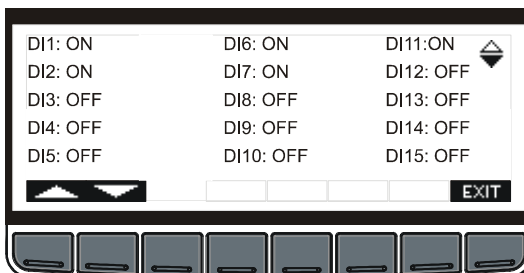 DI1: ON DI6: ON DI11:ON
DI2: ON DI7: ON DI12: OFF
DI3: OFF DI8: OFF DI13: OFF
DI4: OFF DI9: OFF DI14: OFF
DI5: OFF DI10: OFF DI15: OFF
EXIT